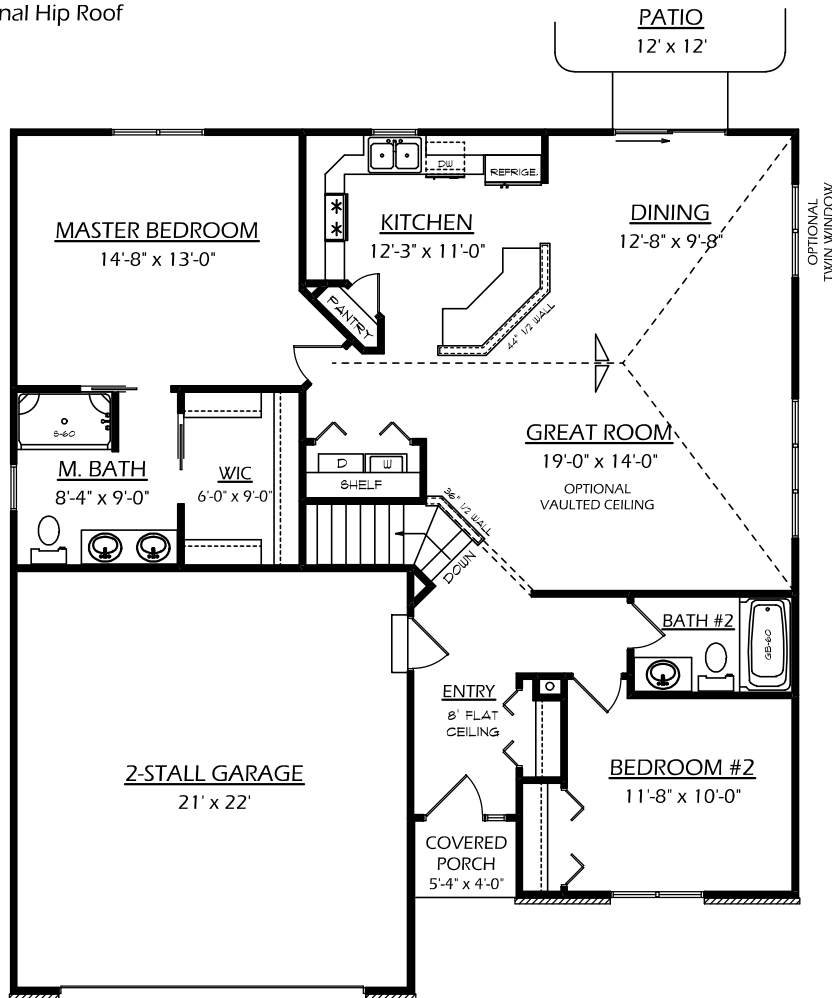 nal Hip Roof
PATIO
12' x 12'
DW
REFRIGE.
MASTER BEDROOM
14'-8" x 13'-0"
KITCHEN
12'-3" x 11'-0"
DINING
12'-8" x 9'-8"
OPTIONAL
TWIN WINDOW
PANTRY
44" 1/2 WALL
S-60
M. BATH
8'-4" x 9'-0"
WIC
6'-0" x 9'-0"
D
W
SHELF
GREAT ROOM
19'-0" x 14'-0"
OPTIONAL
VAULTED CEILING
36" 1/2 WALL
DOWN
BATH #2
GB-60
ENTRY
8' FLAT
CEILING
2-STALL GARAGE
21' x 22'
BEDROOM #2
11'-8" x 10'-0"
COVERED
PORCH
5'-4" x 4'-0"